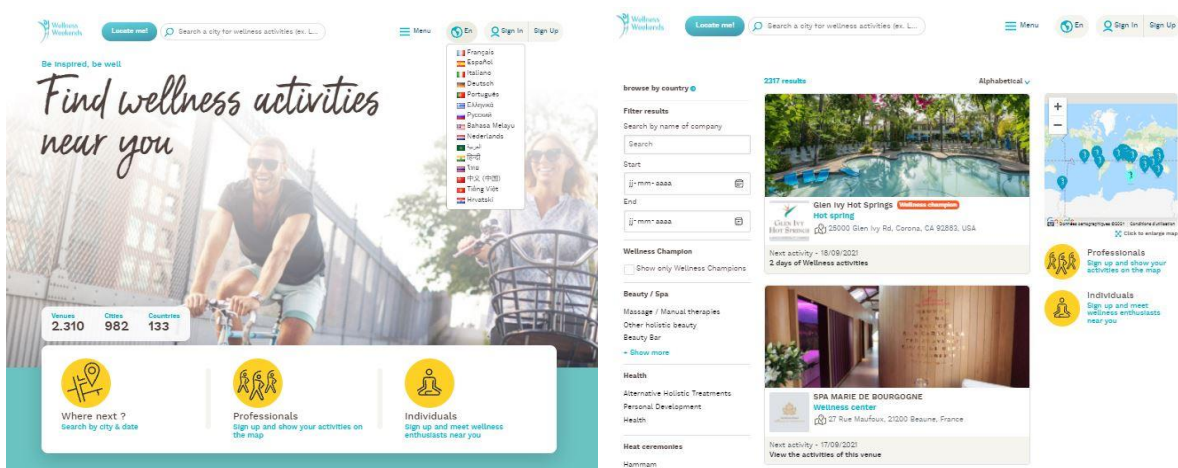 Wellness
Weekends
Locate me!
Search a city for wellness activities (ex. L...
Menu
En
Sign In
Sign Up
Be inspired, be well
Find wellness activities
near you
Français
Español
Italiano
Deutsch
Português
Ελληνικά
Русский
Bahasa Melayu
Nederlands
العربية
हिन्दी
ไทย
中文 (中国)
Tiếng Việt
Hrvatski
Venues
2.310
Cities
982
Countries
133
Where next ?
Search by city & date
Professionals
Sign up and show your activities on
the map
Individuals
Sign up and meet wellness
enthusiasts near you
Wellness
Weekends
Locate me!
Search a city for wellness activities (ex. L...
Menu
En
Sign In
Sign Up
browse by country
Filter results
Search by name of company
Search
Start
jj-mm-aaaa
End
jj-mm-aaaa
Wellness Champion
Show only Wellness Champions
Beauty / Spa
Massage / Manual therapies
Other holistic beauty
Beauty Bar
+ Show more
Health
Alternative Holistic Treatments
Personal Development
Health
Heat ceremonies
Hammam
2317 results
Alphabetical
Glen Ivy
Hot Springs
Glen Ivy Hot Springs
Wellness champion
Hot spring
25000 Glen Ivy Rd, Corona, CA 92883, USA
Next activity - 18/09/2021
2 days of Wellness activities
SPA MARIE DE BOURGOGNE
Wellness center
27 Rue Maufoux, 21200 Beaune, France
Next activity - 17/09/2021
View the activities of this venue
+
−
Données cartographiques ©2021
Conditions d'utilisation
Click to enlarge map
Professionals
Sign up and show your
activities on the map
Individuals
Sign up and meet
wellness enthusiasts
near you